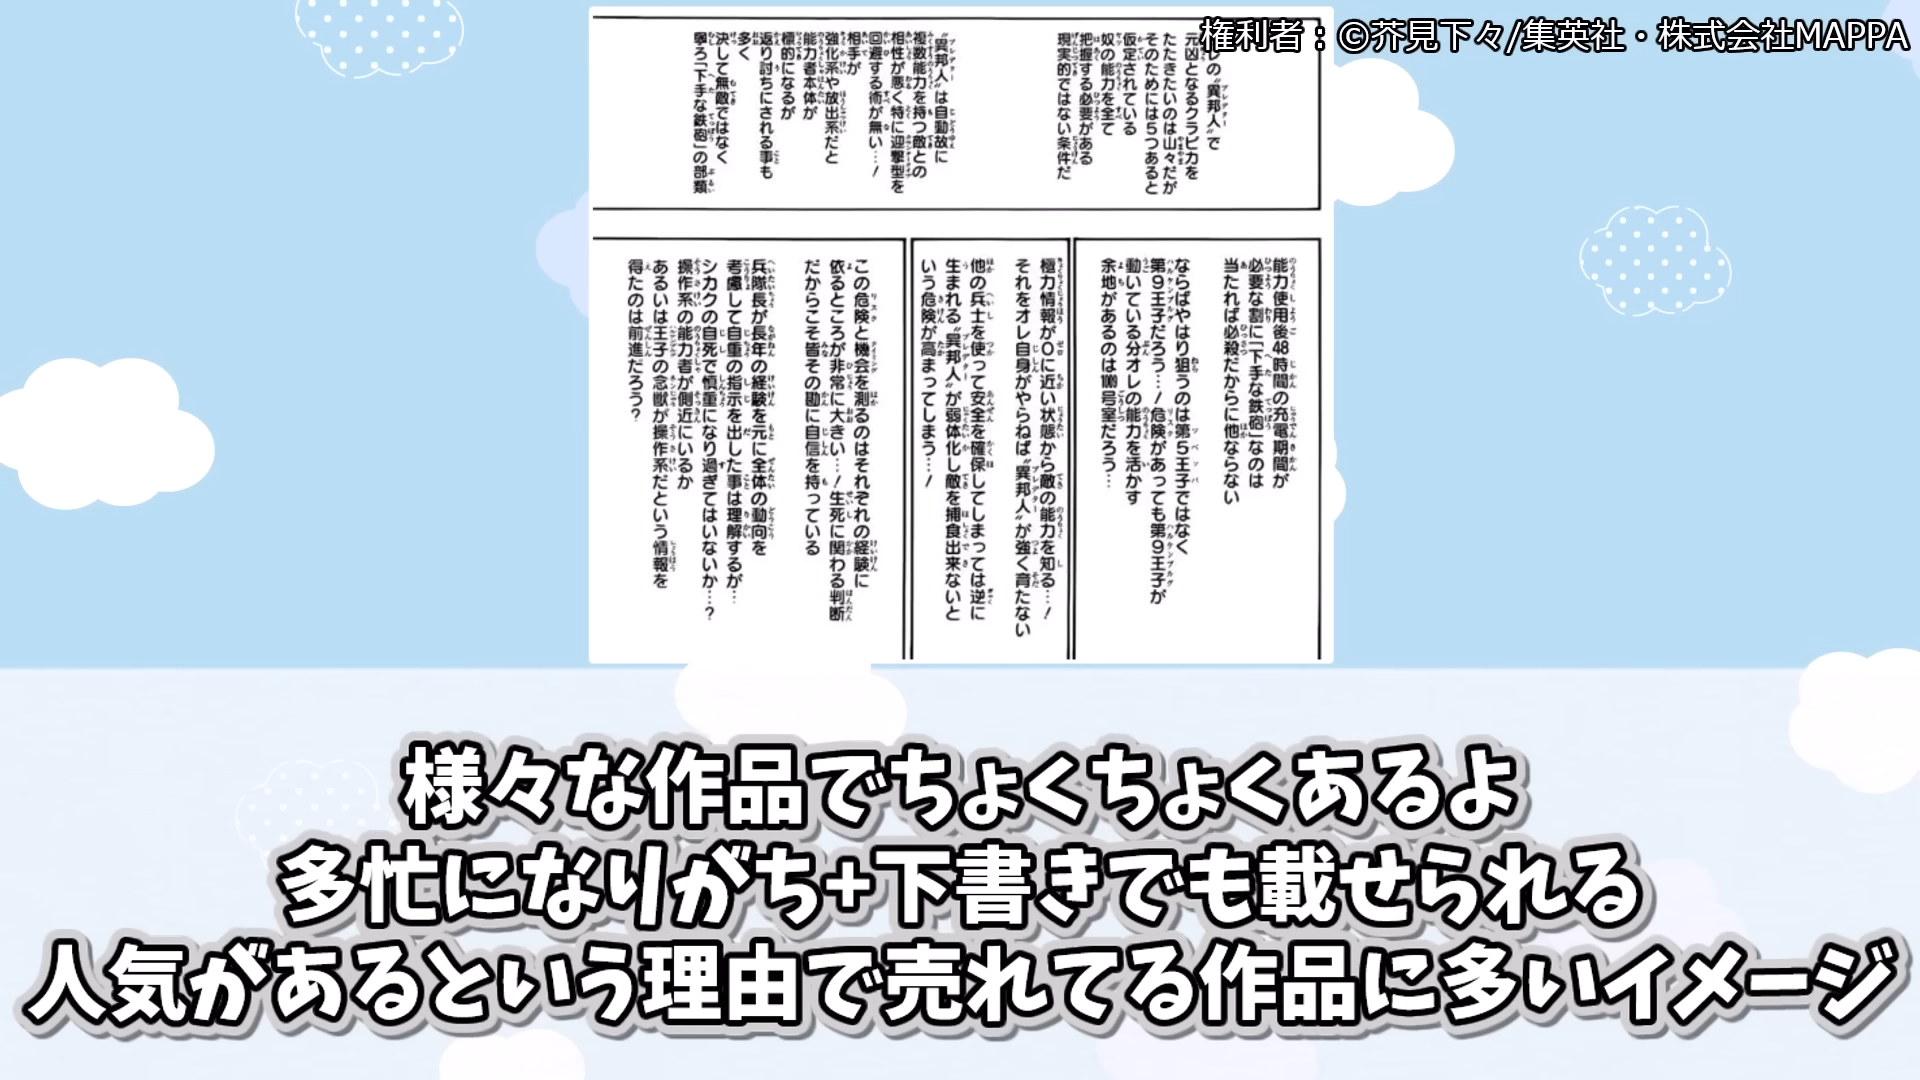 権利者：©芥見下々/集英社・株式会社MAPPA
オレの〝異邦人〟で
元凶となるクラピカを
たたきたいのは山々だが
そのためには５つあると
仮定されている
奴の能力を全て
把握する必要がある
現実的ではない条件だ
〝異邦人〟は自動故に
複数能力を持つ敵との
相性が悪く特に迎撃型を
回避する術が無い…！
相手が
強化系や放出系だと
能力者本体が
標的になるが
返り討ちにされる事も
多く
決して無敵ではなく
寧ろ「下手な鉄砲」の部類
能力使用後48時間の充電期間が
必要な割に「下手な鉄砲」なのは
当たれば必殺だからに他ならない
ならばやはり狙うのは第５王子ではなく
第９王子だろう…！危険があっても第９王子が
動いている分オレの能力を活かす
余地があるのは1009号室だろう…
極力情報が０に近い状態から敵の能力を知る…！
それをオレ自身がやらねば〝異邦人〟が強く育たない
他の兵士を使って安全を確保してしまっては逆に
生まれる〝異邦人〟が弱体化し敵を捕食出来ないと
いう危険が高まってしまう…！
この危険と機会を測るのはそれぞれの経験に
依るところが非常に大きい…！生死に関わる判断
だからこそ皆その勘に自信を持っている
兵隊長が長年の経験を元に全体の動向を
考慮して自重の指示を出した事は理解するが…
シカクの自死で慎重になり過ぎてはいないか…？
操作系の能力者が側近にいるか
あるいは王子の念獣が操作系だという情報を
得たのは前進だろう？
様々な作品でちょくちょくあるよ
多忙になりがち+下書きでも載せられる
人気があるという理由で売れてる作品に多いイメージ